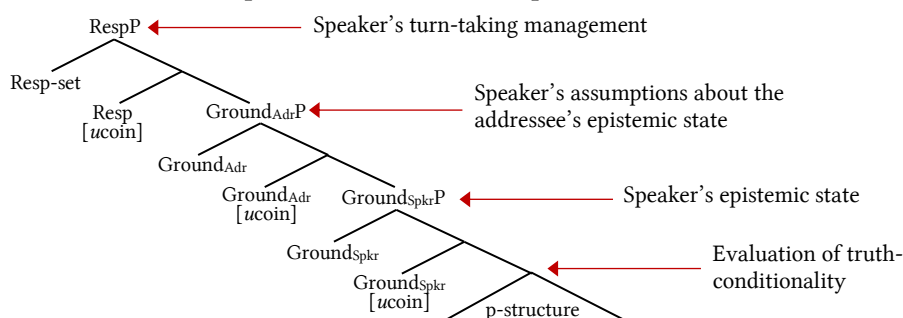 RespP
Speaker’s turn-taking management
Resp-set
Resp
[ucoin]
GroundAdrP
Speaker’s assumptions about the
addressee’s epistemic state
GroundAdr
GroundAdr
[ucoin]
GroundSpkrP
Speaker’s epistemic state
GroundSpkr
GroundSpkr
[ucoin]
Evaluation of truth-
conditionality
p-structure